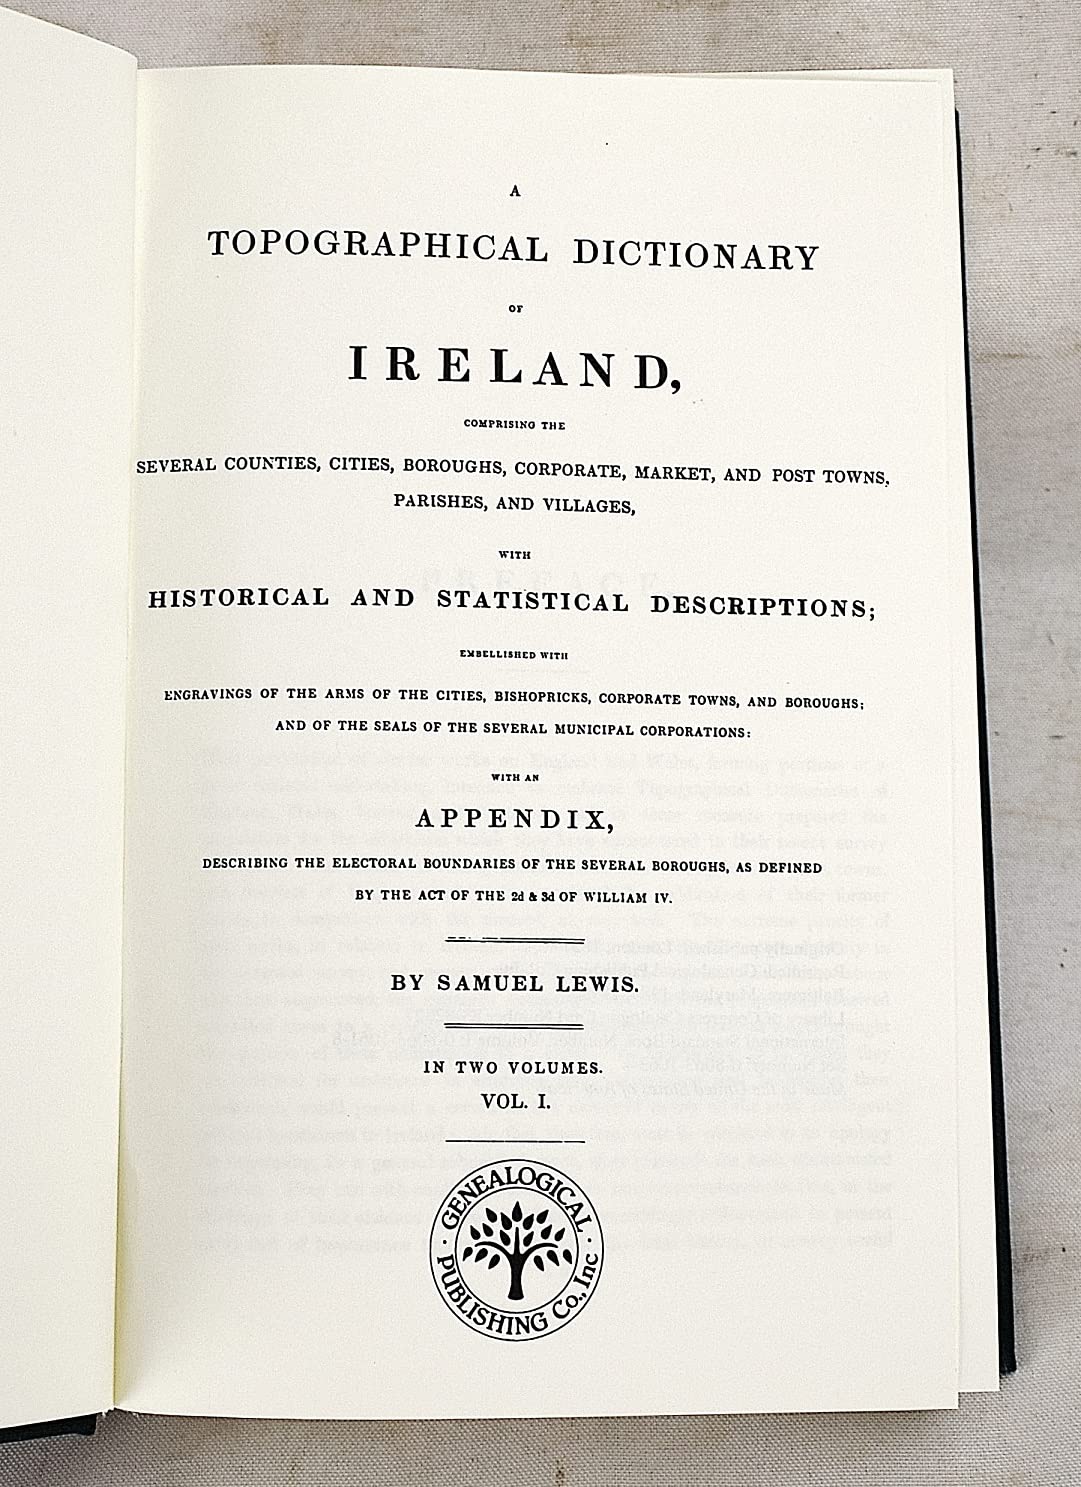 A
TOPOGRAPHICAL DICTIONARY
OF
IRELAND,
COMPRISING THE
SEVERAL COUNTIES, CITIES, BOROUGHS, CORPORATE, MARKET, AND POST TOWNS,
PARISHES, AND VILLAGES,
WITH
HISTORICAL AND STATISTICAL DESCRIPTIONS;
EMBELLISHED WITH
ENGRAVINGS OF THE ARMS OF THE CITIES, BISHOPRICKS, CORPORATE TOWNS, AND BOROUGHS;
AND OF THE SEALS OF THE SEVERAL MUNICIPAL CORPORATIONS:
WITH AN
APPENDIX,
DESCRIBING THE ELECTORAL BOUNDARIES OF THE SEVERAL BOROUGHS, AS DEFINED
BY THE ACT OF THE 2d & 3d OF WILLIAM IV.
BY SAMUEL LEWIS.
IN TWO VOLUMES.
VOL. I.
· GENEALOGICAL ·
PUBLISHING Co., Inc